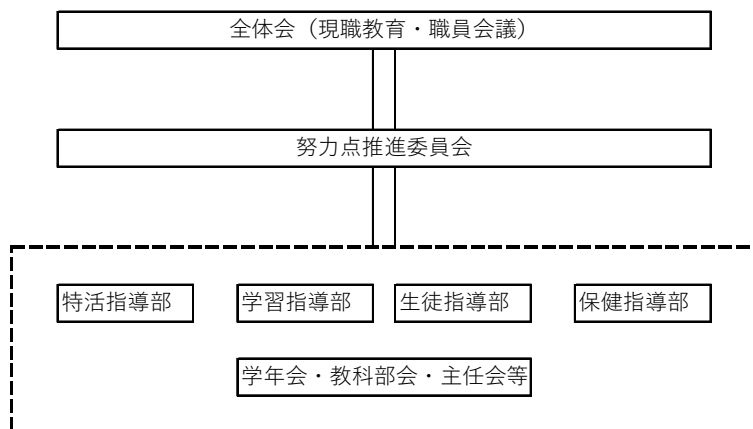 全体会（現職教育・職員会議）
努力点推進委員会
特活指導部
学習指導部
生徒指導部
保健指導部
学年会・教科部会・主任会等